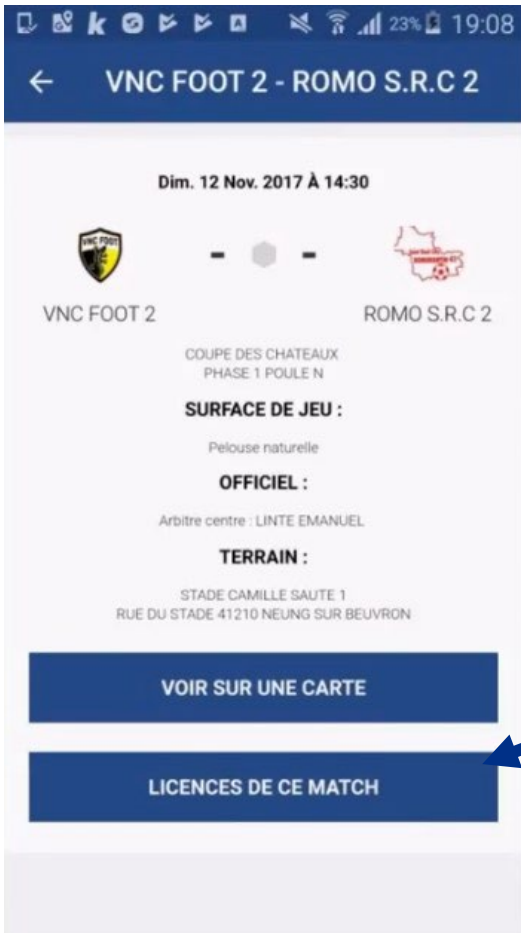 23% 19:08
VNC FOOT 2 - ROMO S.R.C 2
Dim. 12 Nov. 2017 À 14:30
VNC FOOT
- -
VNC FOOT 2
ROMO S.R.C 2
COUPE DES CHATEAUX
PHASE 1 POULE N
SURFACE DE JEU :
Pelouse naturelle
OFFICIEL :
Arbitre centre : LINTE EMANUEL
TERRAIN :
STADE CAMILLE SAUTE 1
RUE DU STADE 41210 NEUNG SUR BEUVRON
VOIR SUR UNE CARTE
LICENCES DE CE MATCH